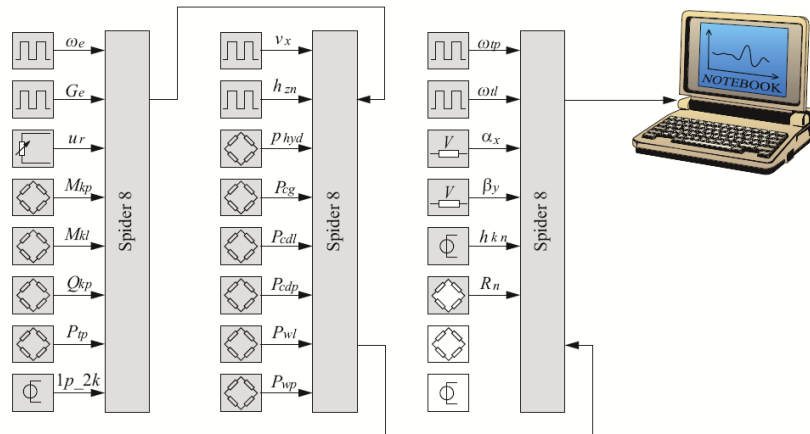 ωe
Ge
ur
Mkp
Mkl
Qkp
Ptp
1p_2k
Spider 8
vx
hzn
phyd
Pcg
Pcdl
Pcdp
Pwl
Pwp
Spider 8
ωtp
ωtl
V
αx
V
βy
hkn
Rn
Spider 8
NOTEBOOK